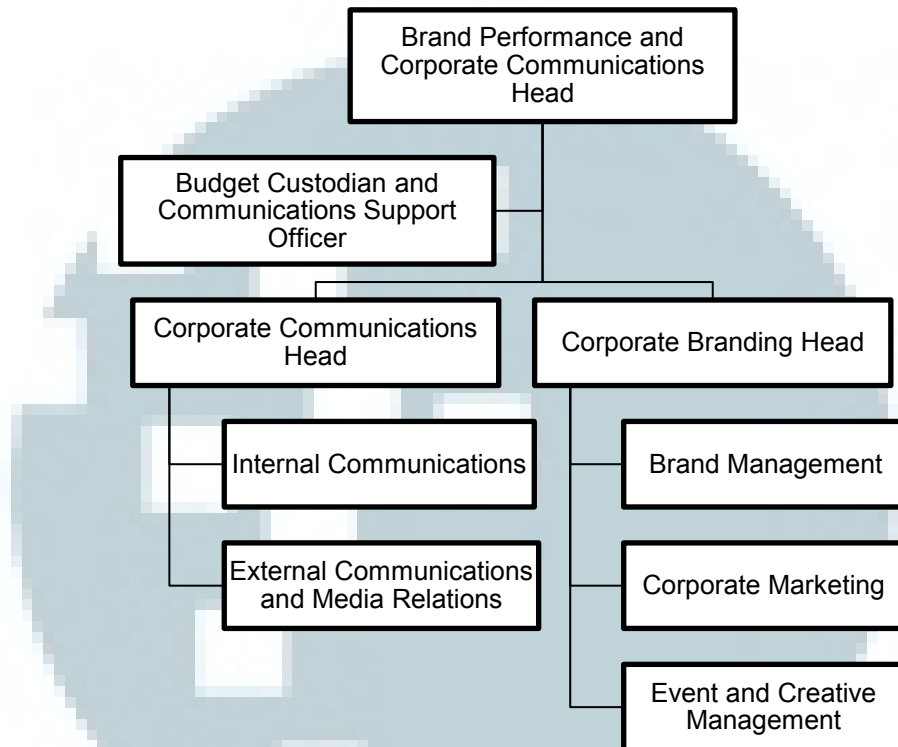 Brand Performance and
Corporate Communications
Head
Budget Custodian and
Communications Support
Officer
Corporate Communications
Head
Corporate Branding Head
Internal Communications
Brand Management
External Communications
and Media Relations
Corporate Marketing
Event and Creative
Management